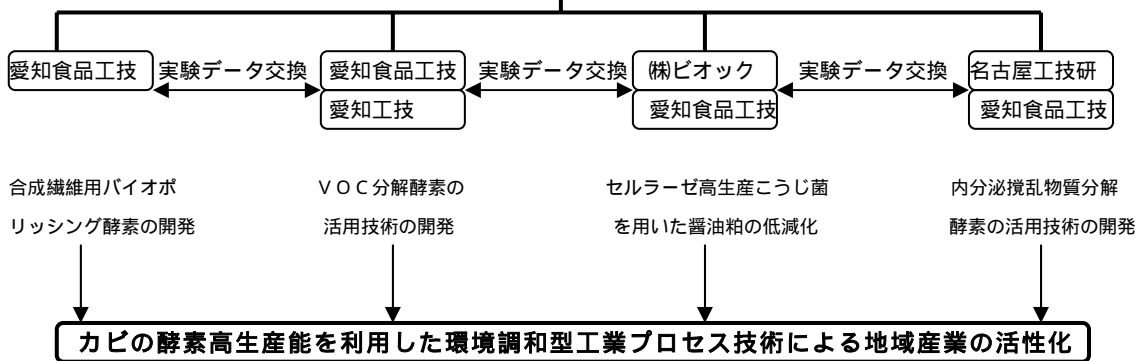 愛知食品工技 実験データ交換 愛知食品工技 実験データ交換 ㈱ビオック 実験データ交換 名古屋工技研
愛知工技 愛知食品工技 愛知食品工技
合成繊維用バイオポ VOC分解酵素の セルラーゼ高生産こうじ菌 内分泌撹乱物質分解
リッシング酵素の開発 活用技術の開発 を用いた醤油粕の低減化 酵素の活用技術の開発
カビの酵素高生産能を利用した環境調和型工業プロセス技術による地域産業の活性化